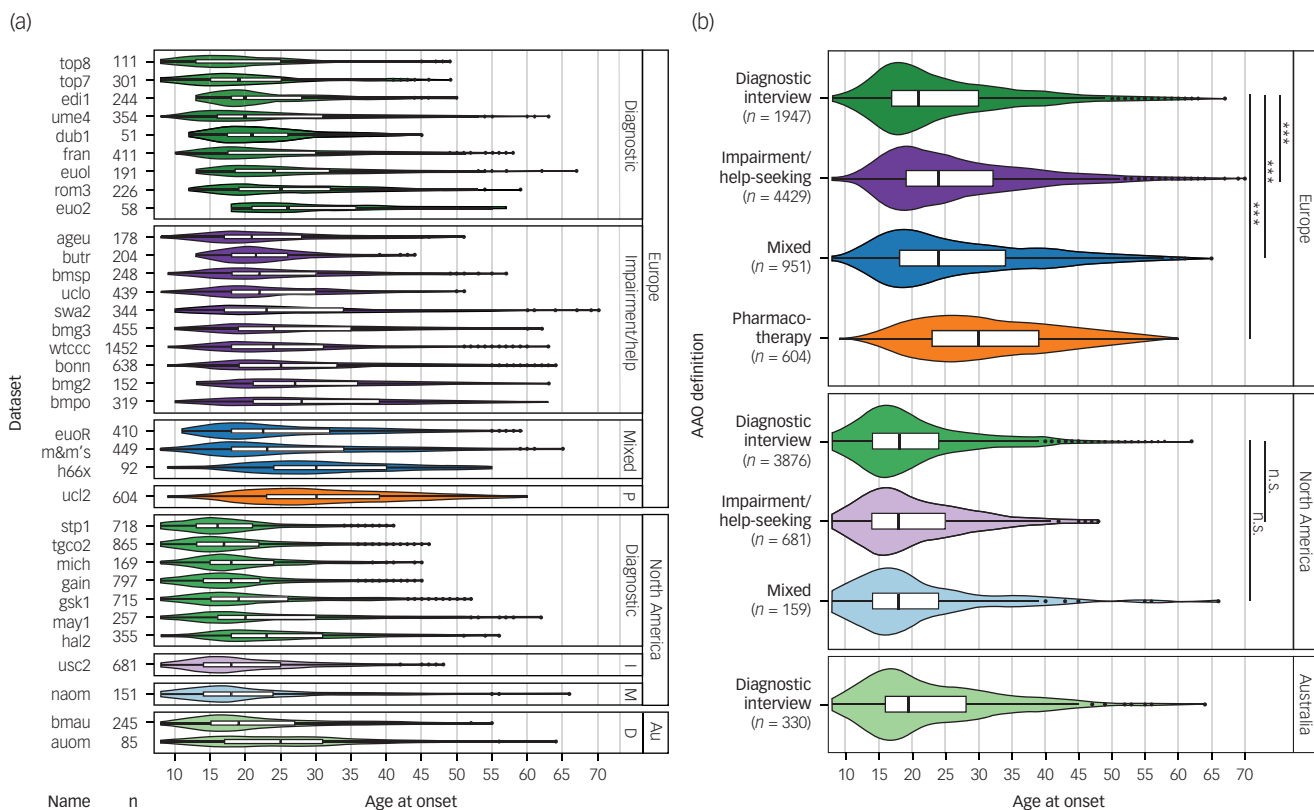 (a)
top8 111
top7 301
edi1 244
ume4 354
dub1 51
fran 411
euol 191
rom3 226
euo2 58
Diagnostic
ageu 178
butr 204
bmsp 248
uclo 439
swa2 344
bmg3 455
wtccc 1452
bonn 638
bmg2 152
bmpo 319
Impairment/help
euoR 410
m&m's 449
h66x 92
Mixed
ucl2 604
P
Europe
stp1 718
tgco2 865
mich 169
gain 797
gsk1 715
may1 257
hal2 355
Diagnostic
usc2 681
I
naom 151
M
North America
bmau 245
auom 85
D
Au
Dataset
10 15 20 25 30 35 40 45 50 55 60 65 70
Name n Age at onset
(b)
Diagnostic
interview
(n = 1947)
Impairment/
help-seeking
(n = 4429)
Mixed
(n = 951)
Pharmaco-
therapy
(n = 604)
***
***
***
Europe
Diagnostic
interview
(n = 3876)
Impairment/
help-seeking
(n = 681)
Mixed
(n = 159)
n.s.
n.s.
North America
Diagnostic
interview
(n = 330)
Australia
AAO definition
10 15 20 25 30 35 40 45 50 55 60 65 70
Age at onset